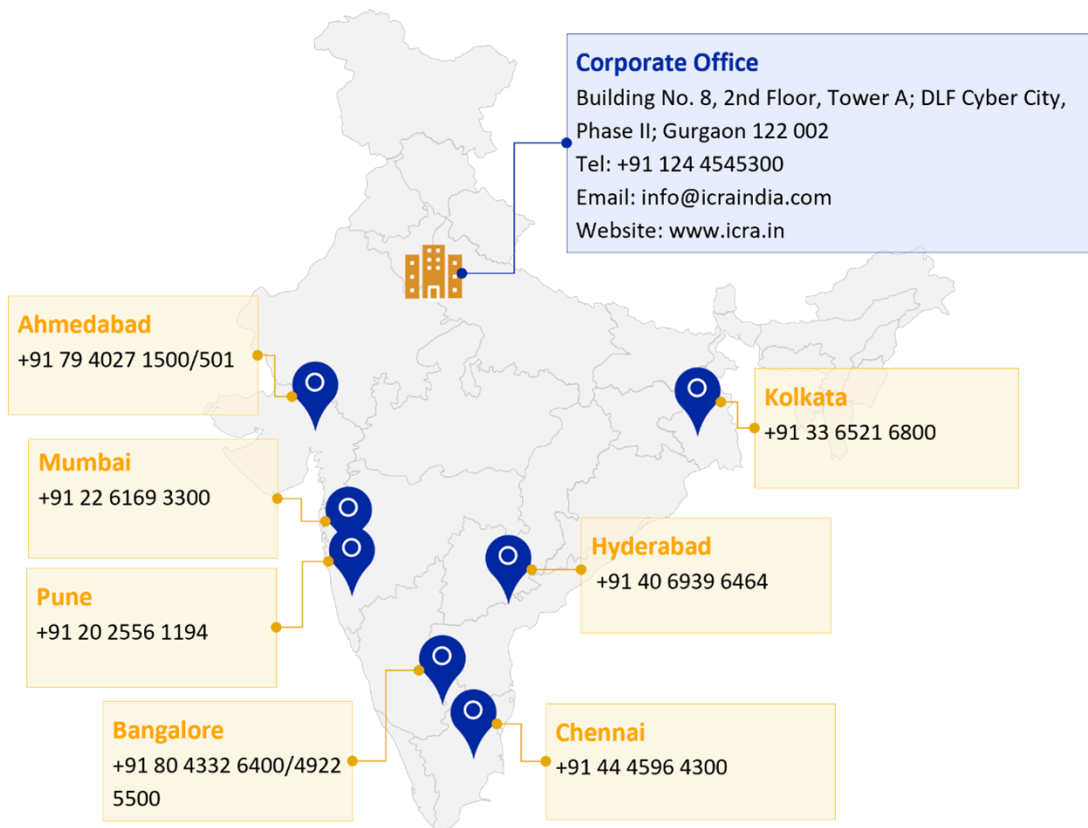 Corporate Office
Building No. 8, 2nd Floor, Tower A; DLF Cyber City,
Phase II; Gurgaon 122 002
Tel: +91 124 4545300
Email: info@icraindia.com
Website: www.icra.in
Ahmedabad
+91 79 4027 1500/501
Kolkata
+91 33 6521 6800
Mumbai
+91 22 6169 3300
Hyderabad
+91 40 6939 6464
Pune
+91 20 2556 1194
Bangalore
+91 80 4332 6400/4922
5500
Chennai
+91 44 4596 4300